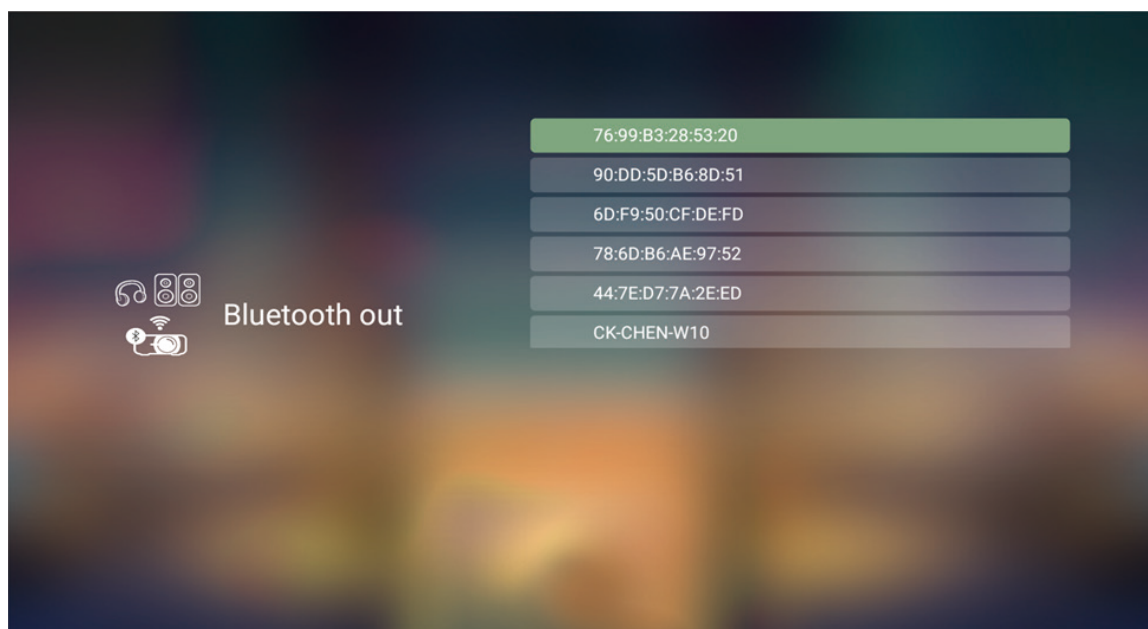 Bluetooth out
76:99:B3:28:53:20
90:DD:5D:B6:8D:51
6D:F9:50:CF:DE:FD
78:6D:B6:AE:97:52
44:7E:D7:7A:2E:ED
CK-CHEN-W10